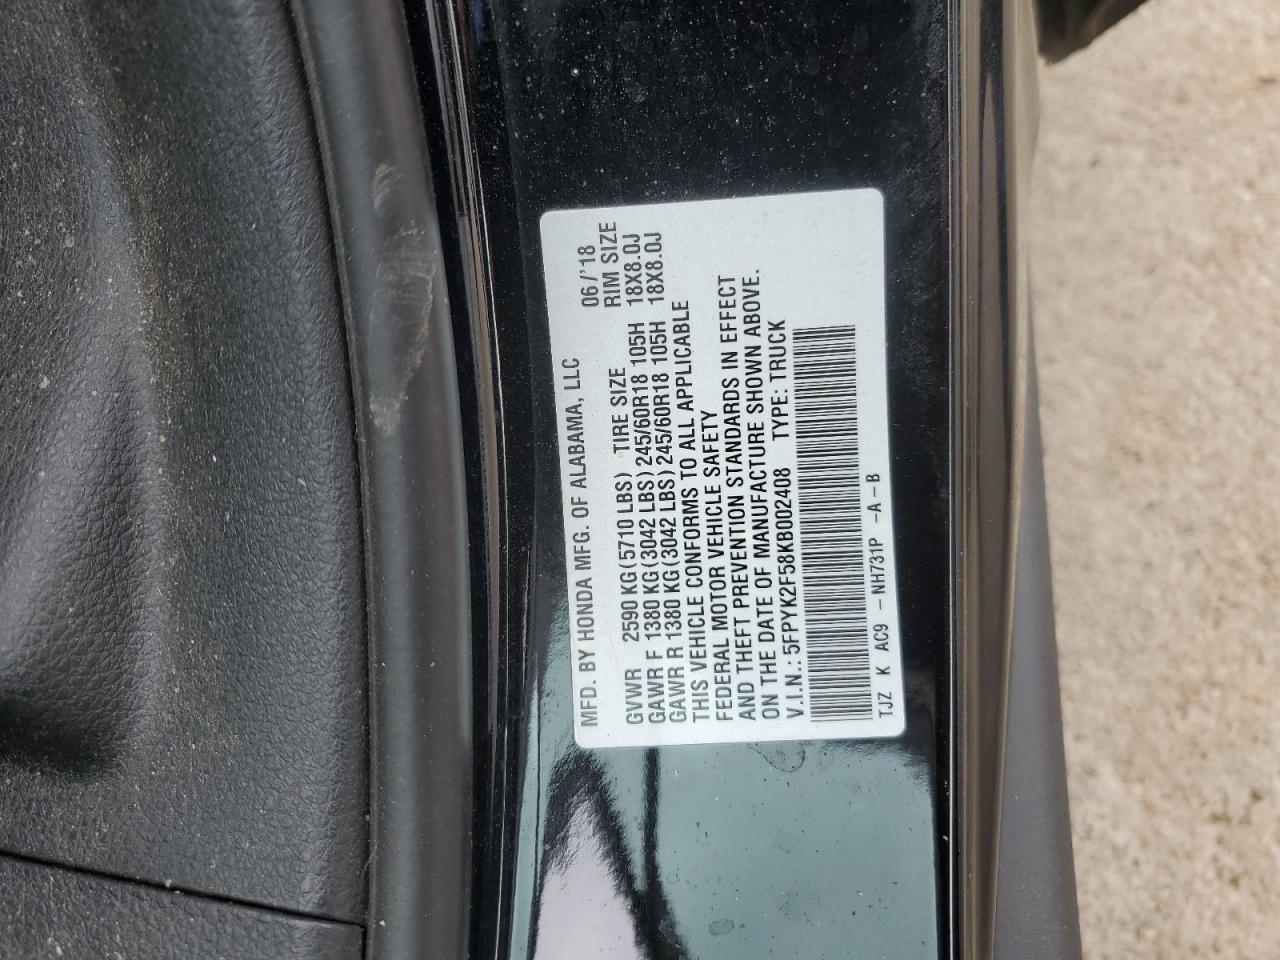 MFD. BY HONDA MFG. OF ALABAMA, LLC 06/'18
GVWR 2590 KG(5710 LBS) TIRE SIZE RIM SIZE
GAWR F 1380 KG(3042 LBS)245/60R18 105H 18X8.0J
GAWR R 1380 KG(3042 LBS)245/60R18 105H 18X8.0J
THIS VEHICLE CONFORMS TO ALL APPLICABLE
FEDERAL MOTOR VEHICLE SAFETY
AND THEFT PREVENTION STANDARDS IN EFFECT
ON THE DATE OF MANUFACTURE SHOWN ABOVE.
V.I.N.:5FPYK2F58KB002408 TYPE: TRUCK
TJZ K AC9 - NH731P -A -B